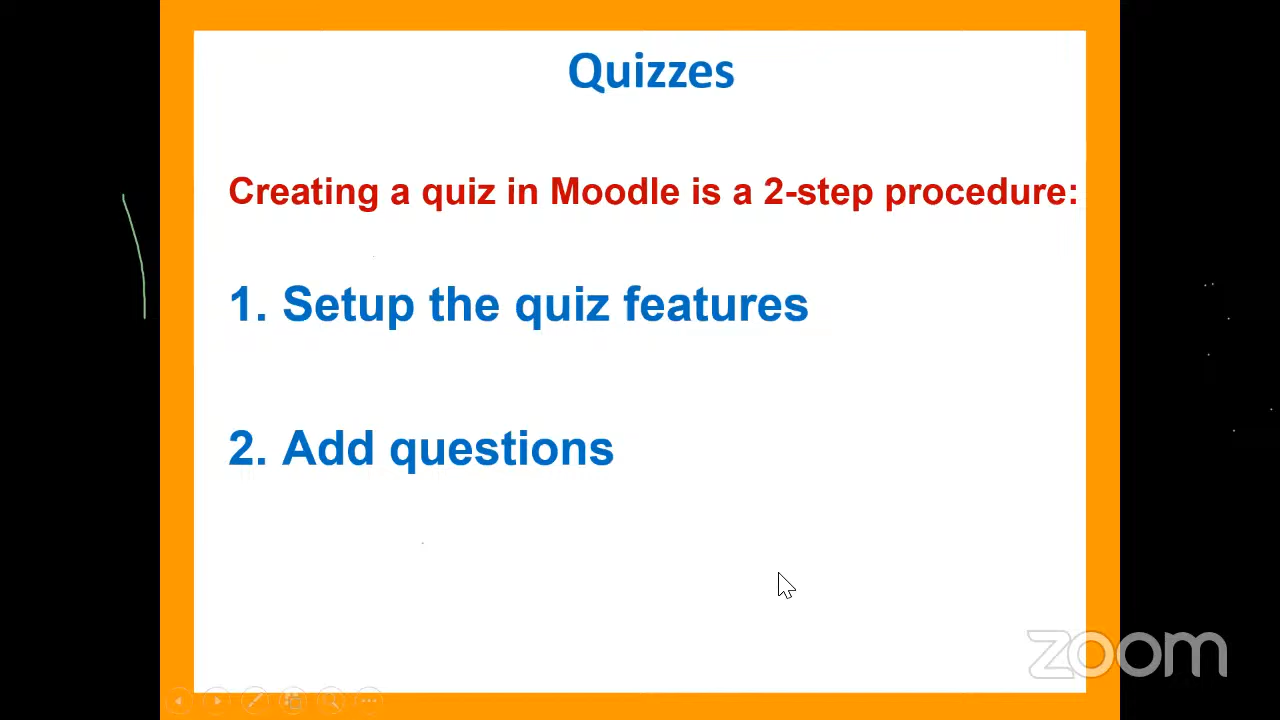 Quizzes
Creating a quiz in Moodle is a 2-step procedure:
1. Setup the quiz features
2. Add questions
zoom